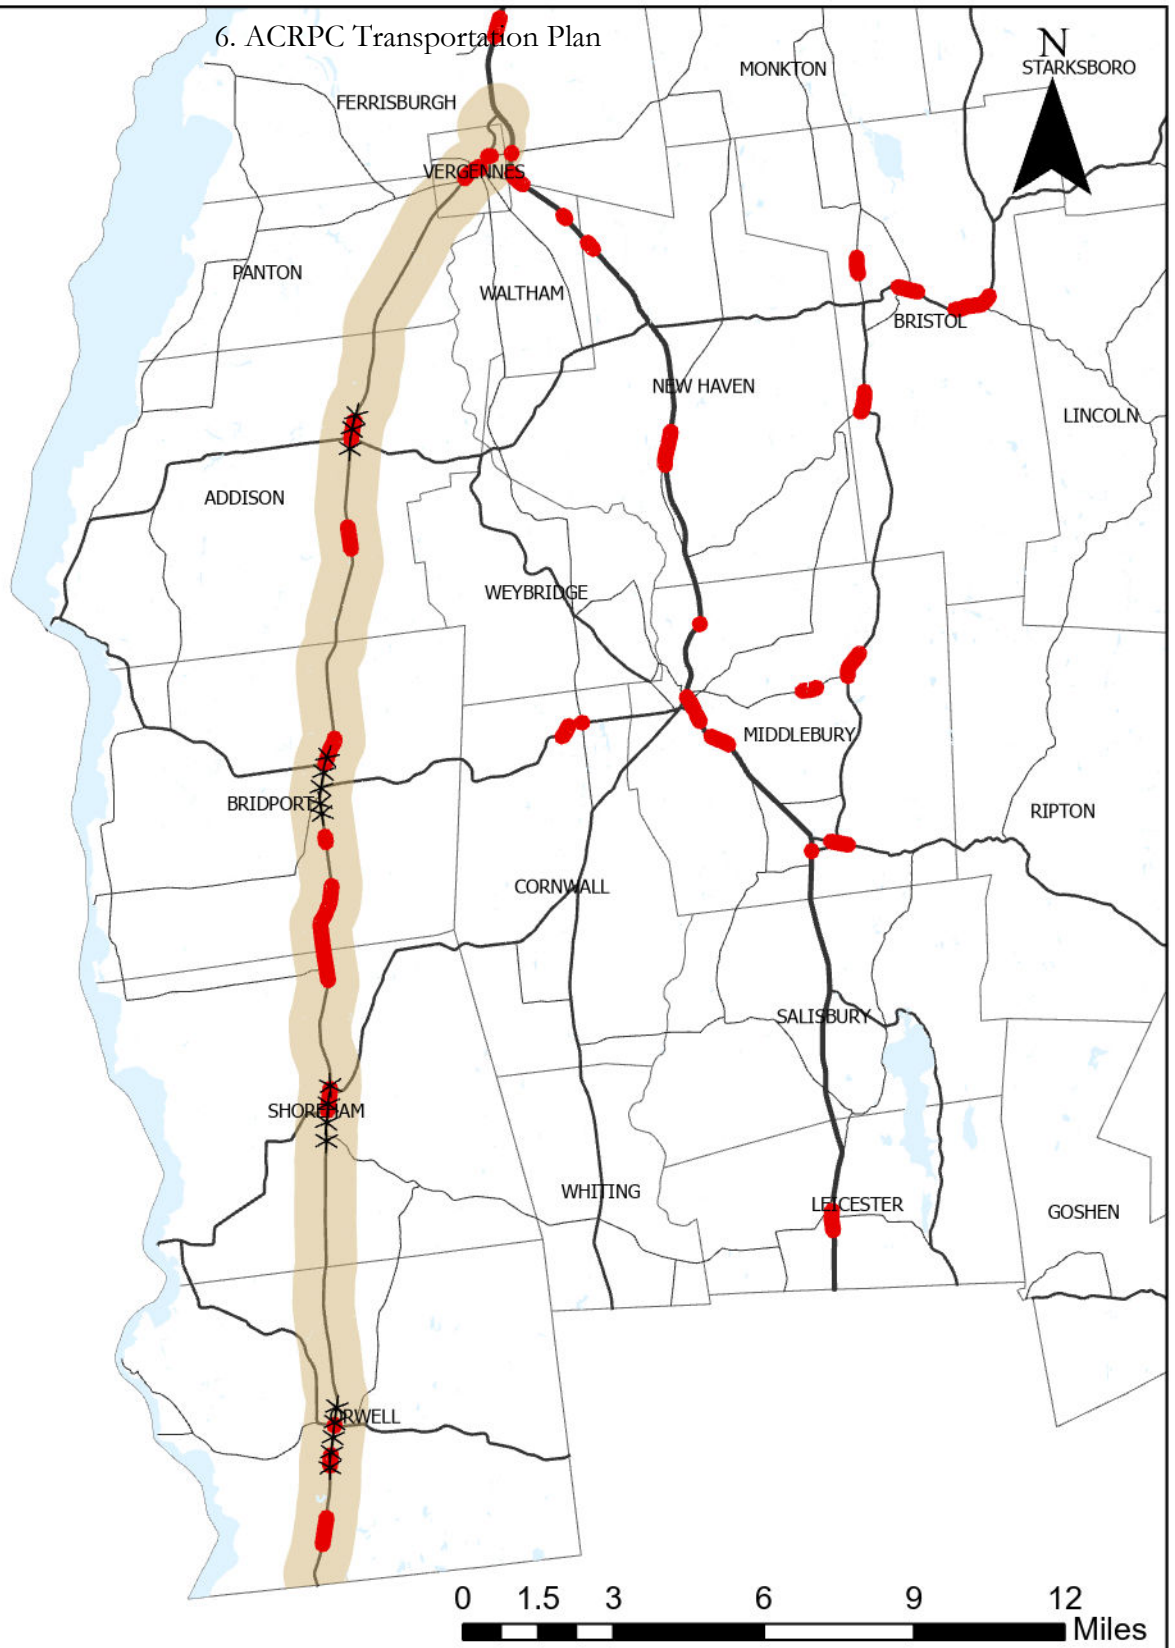 6. ACRPC Transportation Plan
N
MONKTON
STARKSBORO
FERRISBURGH
VERGENNES
PANTON
WALTHAM
BRISTOL
NEW HAVEN
LINCOLN
ADDISON
WEYBRIDGE
MIDDLEBURY
BRIDPORT
RIPTON
CORNWALL
SALISBURY
SHOREHAM
WHITING
LEICESTER
GOSHEN
ORWELL
0 1.5 3 6 9 12
Miles